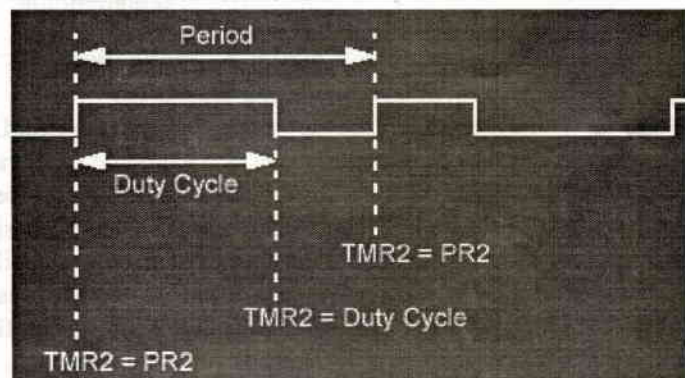 Period
Duty Cycle
TMR2 = PR2
TMR2 = Duty Cycle
TMR2 = PR2